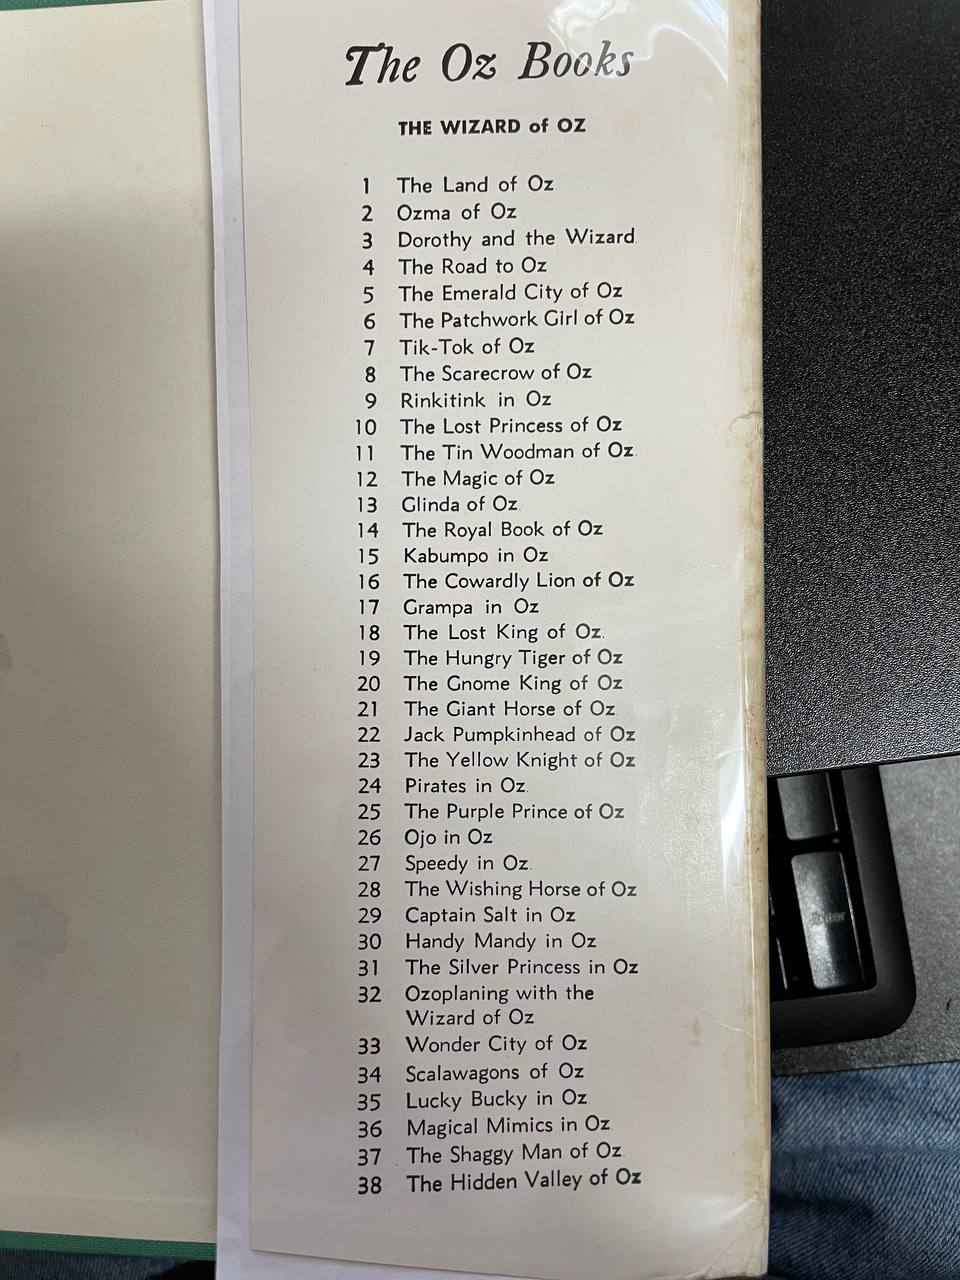 The Oz Books
THE WIZARD of OZ
1 The Land of Oz
2 Ozma of Oz
3 Dorothy and the Wizard
4 The Road to Oz
5 The Emerald City of Oz
6 The Patchwork Girl of Oz
7 Tik-Tok of Oz
8 The Scarecrow of Oz
9 Rinkitink in Oz
10 The Lost Princess of Oz
11 The Tin Woodman of Oz
12 The Magic of Oz
13 Glinda of Oz
14 The Royal Book of Oz
15 Kabumpo in Oz
16 The Cowardly Lion of Oz
17 Grampa in Oz
18 The Lost King of Oz
19 The Hungry Tiger of Oz
20 The Gnome King of Oz
21 The Giant Horse of Oz
22 Jack Pumpkinhead of Oz
23 The Yellow Knight of Oz
24 Pirates in Oz
25 The Purple Prince of Oz
26 Ojo in Oz
27 Speedy in Oz
28 The Wishing Horse of Oz
29 Captain Salt in Oz
30 Handy Mandy in Oz
31 The Silver Princess in Oz
32 Ozoplaning with the
Wizard of Oz
33 Wonder City of Oz
34 Scalawagons of Oz
35 Lucky Bucky in Oz
36 Magical Mimics in Oz
37 The Shaggy Man of Oz
38 The Hidden Valley of Oz